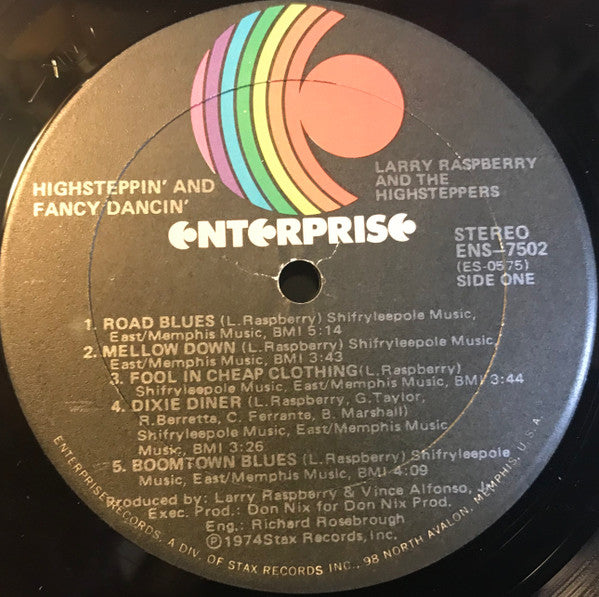 HIGHSTEPPIN' AND
FANCY DANCIN'
LARRY RASPBERRY
AND THE
HIGHSTEPPERS
ENTERPRISE
STEREO
ENS-7502
(ES-0575)
SIDE ONE
1. ROAD BLUES (L.Raspberry) Shifryleepole Music,
East/Memphis Music, BMI 5:14
2. MELLOW DOWN (L.Raspberry) Shifryleepole Music,
East/Memphis Music, BMI 3:43
3. FOOL IN CHEAP CLOTHING(L.Raspberry)
Shifryleepole Music, East/Memphis Music, BMI 3:44
4. DIXIE DINER (L.Raspberry, G.Taylor,
R.Berretta, C. Ferrante, B. Marshall)
Shifryleepole Music, East/Memphis Music
Music, BMI 3:26
5. BOOMTOWN BLUES (L.Raspberry) Shifryleepole
Music, East/Memphis Music, BMI 4:09
Produced by: Larry Raspberry & Vince Alfonso, Jr.
Exec. Prod.: Don Nix for Don Nix Prod.
Eng.: Richard Rosebrough
Ⓟ1974Stax Records, Inc.
ENTERPRISE RECORDS, A DIV. OF STAX RECORDS INC., 98 NORTH AVALON, MEMPHIS, U.S.A.